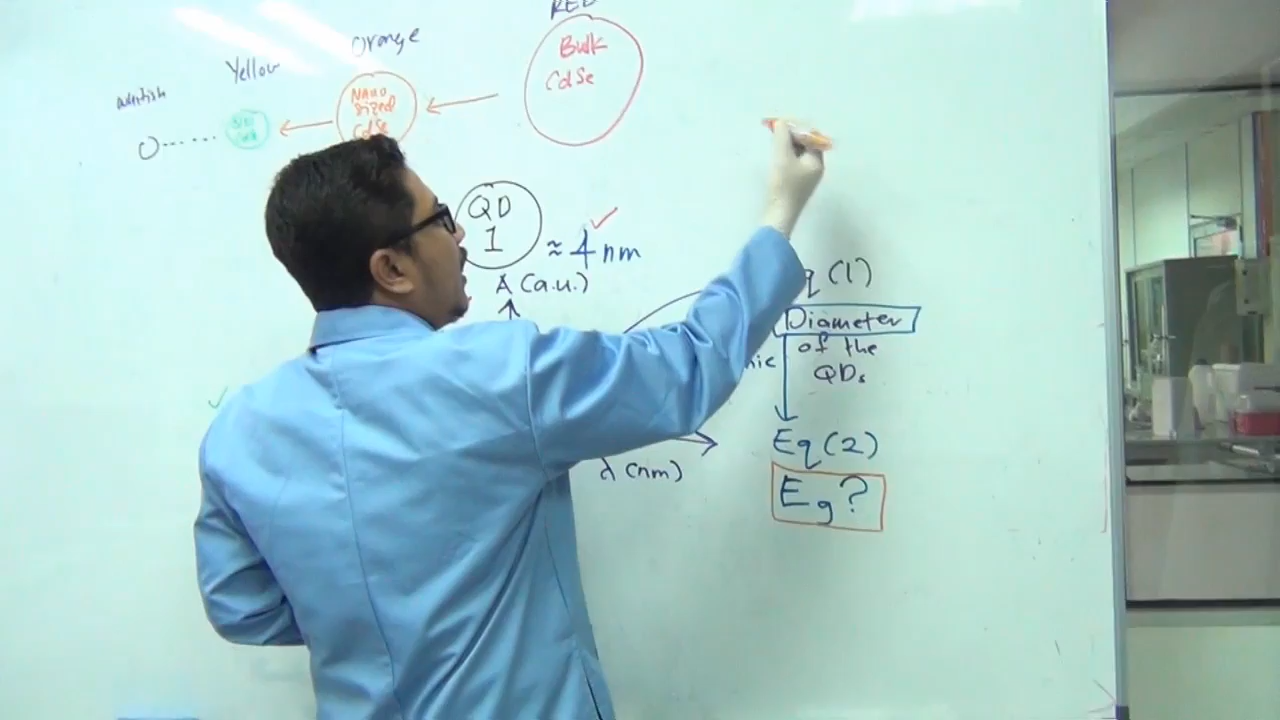 RED
Orange
Yellow
Bulk
CdSe
Nano
sized
CdSe
QD
1
≈ 4 nm
A (a.u.)
q (1)
Diameter
of the
QDs
λ (nm)
Eq (2)
Eg?